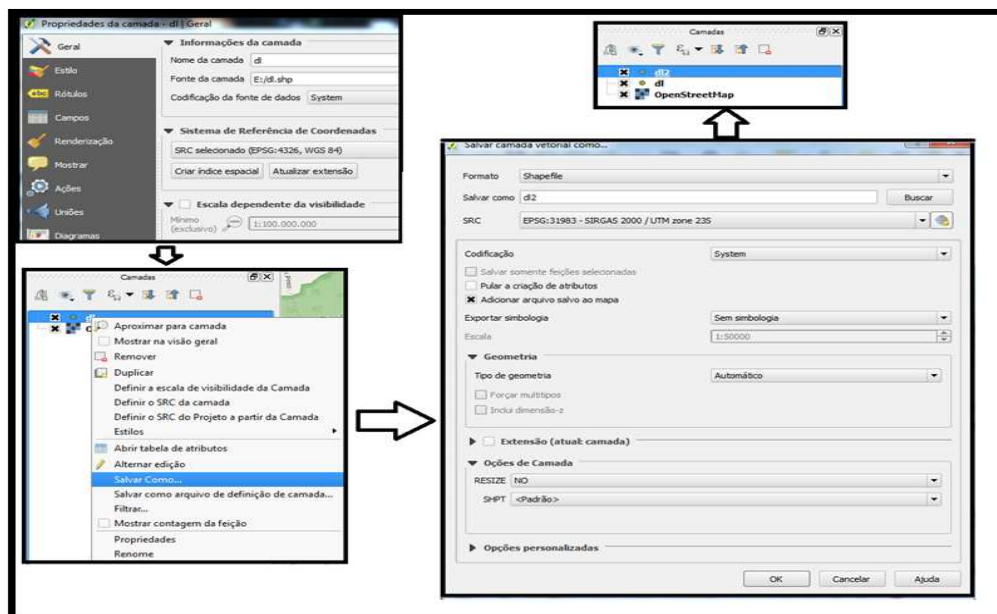 Propriedades da camada - dl | Geral
Geral
Estilo
abc Rótulos
Campos
Renderização
Mostrar
Ações
Uniões
Diagramas
Informações da camada
Nome da camada dl
Fonte da camada E:/dl.shp
Codificação da fonte de dados System
Sistema de Referência de Coordenadas
SRC selecionado (EPSG:4326, WGS 84)
Criar índice espacial Atualizar extensão
Escala dependente da visibilidade
Mínimo (exclusivo) 1:100.000.000
Camadas
dl
Aproximar para camada
Mostrar na visão geral
Remover
Duplicar
Definir a escala de visibilidade da Camada
Definir o SRC da camada
Definir o SRC do Projeto a partir da Camada
Estilos
Abrir tabela de atributos
Alternar edição
Salvar Como...
Salvar como arquivo de definição de camada...
Filtrar...
Mostrar contagem da feição
Propriedades
Renome
Camadas
dl2
dl
OpenStreetMap
Salvar camada vetorial como...
Formato Shapefile
Salvar como dl2 Buscar
SRC EPSG:31983 - SIRGAS 2000 / UTM zone 23S
Codificação System
Salvar somente feições selecionadas
Pular a criação de atributos
Adicionar arquivo salvo ao mapa
Exportar simbologia Sem simbologia
Escala 1:50000
Geometria
Tipo de geometria Automático
Forçar multitipos
Inclui dimensão-z
Extensão (atual: camada)
Opções de Camada
RESIZE NO
SHPT <Padrão>
Opções personalizadas
OK Cancelar Ajuda